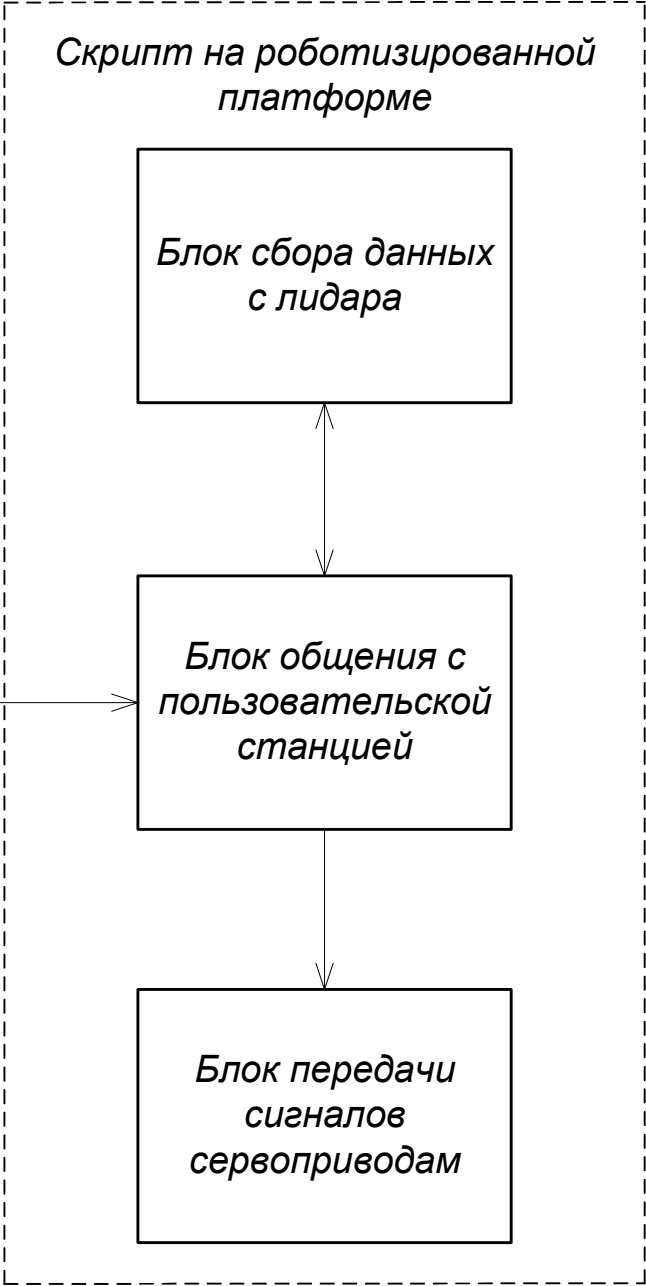 Скрипт на роботизированной
платформе
Блок сбора данных
с лидара
Блок общения с
пользовательской
станцией
Блок передачи
сигналов
сервоприводам